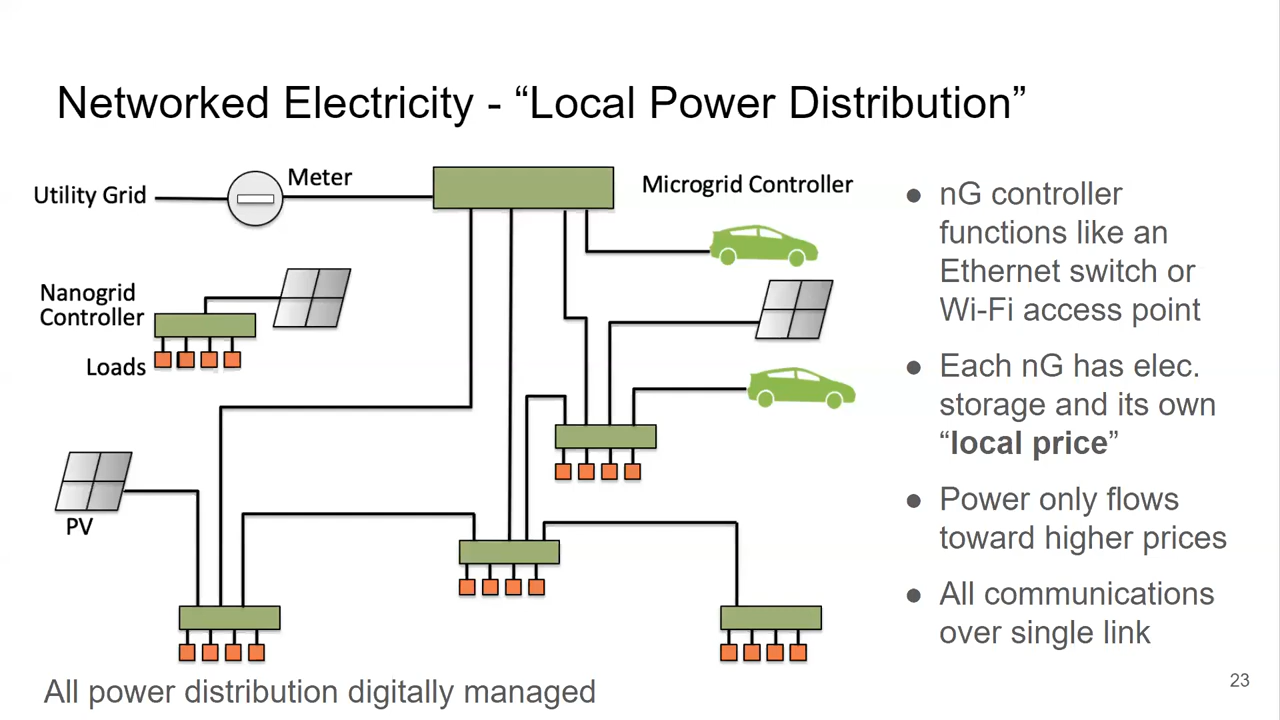 Networked Electricity - “Local Power Distribution”
Utility Grid
Meter
Microgrid Controller
Nanogrid
Controller
Loads
PV
● nG controller
functions like an
Ethernet switch or
Wi-Fi access point
● Each nG has elec.
storage and its own
“local price”
● Power only flows
toward higher prices
● All communications
over single link
All power distribution digitally managed
23